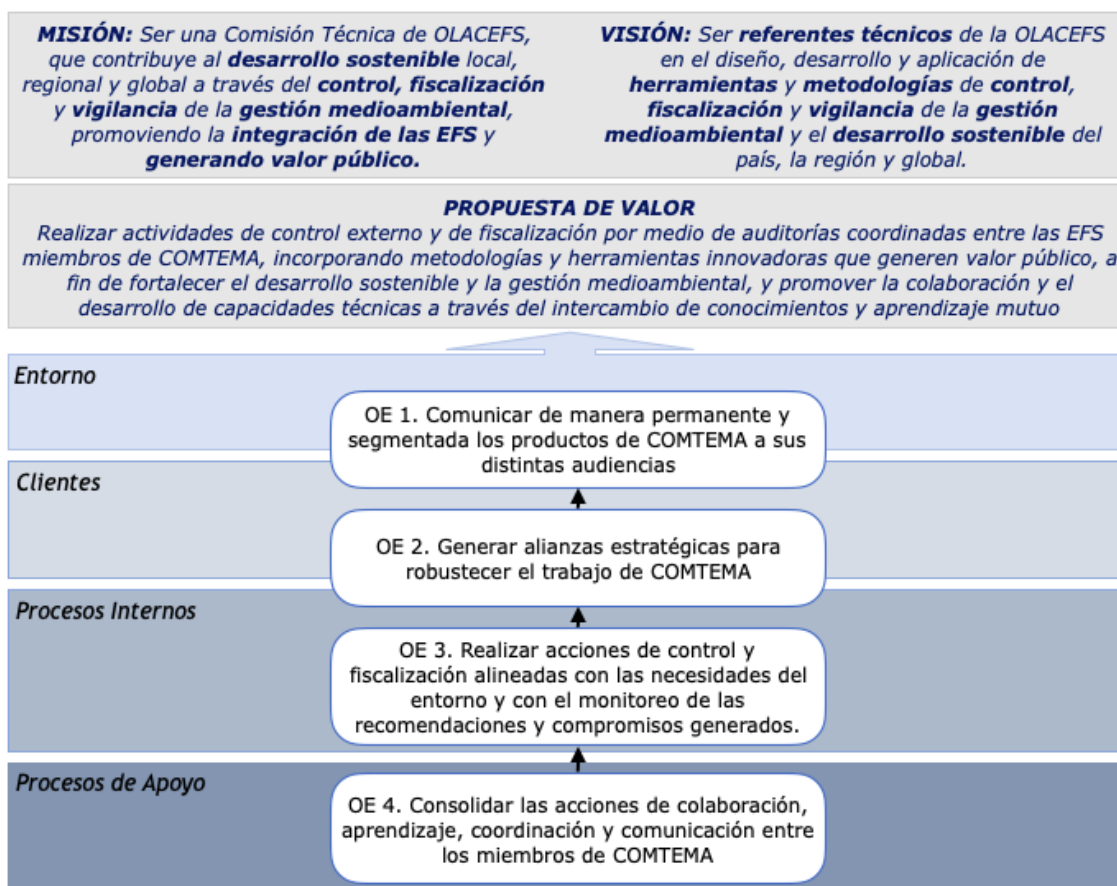 MISIÓN: Ser una Comisión Técnica de OLACEFS,
que contribuye al desarrollo sostenible local,
regional y global a través del control, fiscalización
y vigilancia de la gestión medioambiental,
promoviendo la integración de las EFS y
generando valor público.
VISIÓN: Ser referentes técnicos de la OLACEFS
en el diseño, desarrollo y aplicación de
herramientas y metodologías de control,
fiscalización y vigilancia de la gestión
medioambiental y el desarrollo sostenible del
país, la región y global.
PROPUESTA DE VALOR
Realizar actividades de control externo y de fiscalización por medio de auditorías coordinadas entre las EFS
miembros de COMTEMA, incorporando metodologías y herramientas innovadoras que generen valor público, a
fin de fortalecer el desarrollo sostenible y la gestión medioambiental, y promover la colaboración y el
desarrollo de capacidades técnicas a través del intercambio de conocimientos y aprendizaje mutuo
Entorno
OE 1. Comunicar de manera permanente y
segmentada los productos de COMTEMA a sus
distintas audiencias
Clientes
OE 2. Generar alianzas estratégicas para
robustecer el trabajo de COMTEMA
Procesos Internos
OE 3. Realizar acciones de control y
fiscalización alineadas con las necesidades del
entorno y con el monitoreo de las
recomendaciones y compromisos generados.
Procesos de Apoyo
OE 4. Consolidar las acciones de colaboración,
aprendizaje, coordinación y comunicación entre
los miembros de COMTEMA